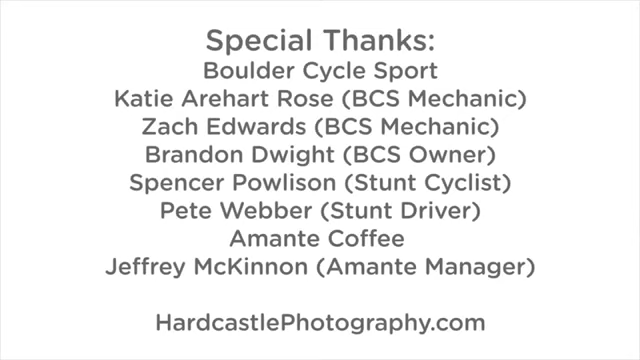 Special Thanks:
Boulder Cycle Sport
Katie Arehart Rose (BCS Mechanic)
Zach Edwards (BCS Mechanic)
Brandon Dwight (BCS Owner)
Spencer Powlison (Stunt Cyclist)
Pete Webber (Stunt Driver)
Amante Coffee
Jeffrey McKinnon (Amante Manager)
HardcastlePhotography.com